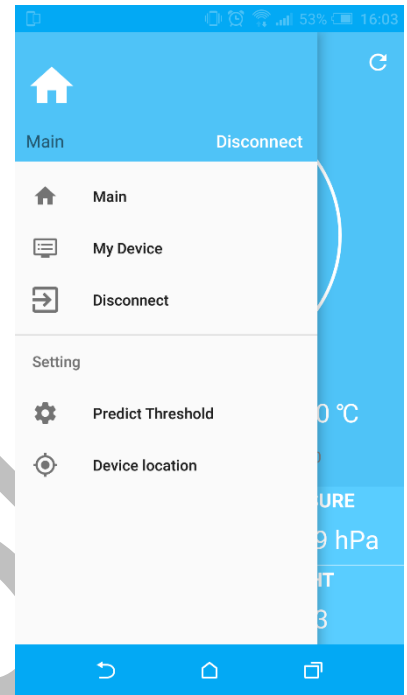 53% 16:03
Main Disconnect
Main
My Device
Disconnect
Setting
Predict Threshold
0 °C
Device location
URE
9 hPa
HT
3